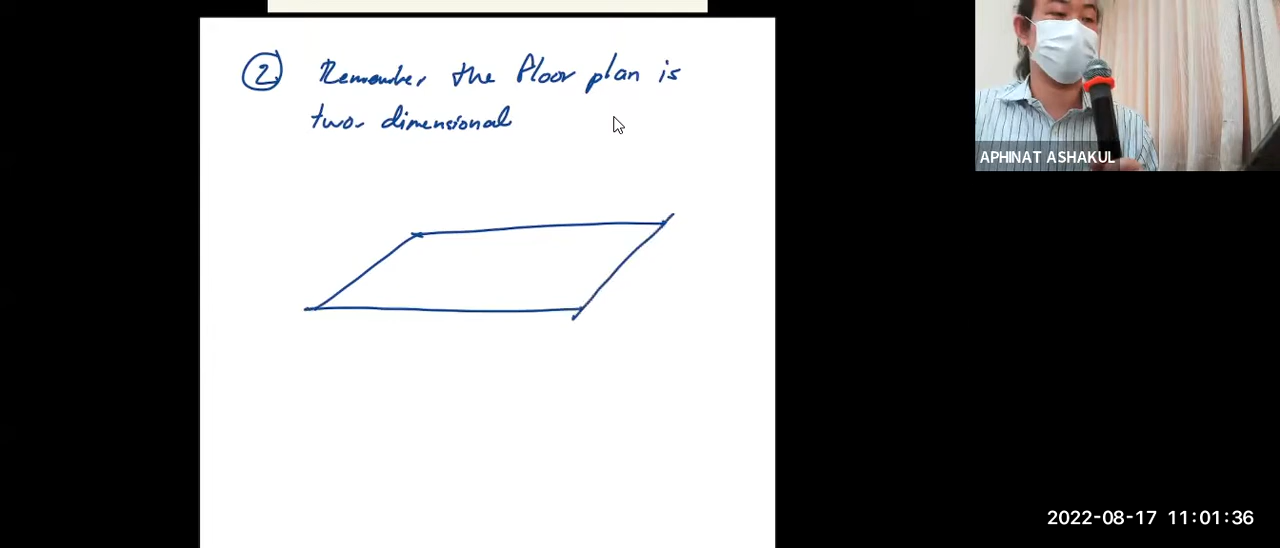 ② Remember the floor plan is
two-dimensional
APHINAT ASHAKUL
2022-08-17 11:01:36